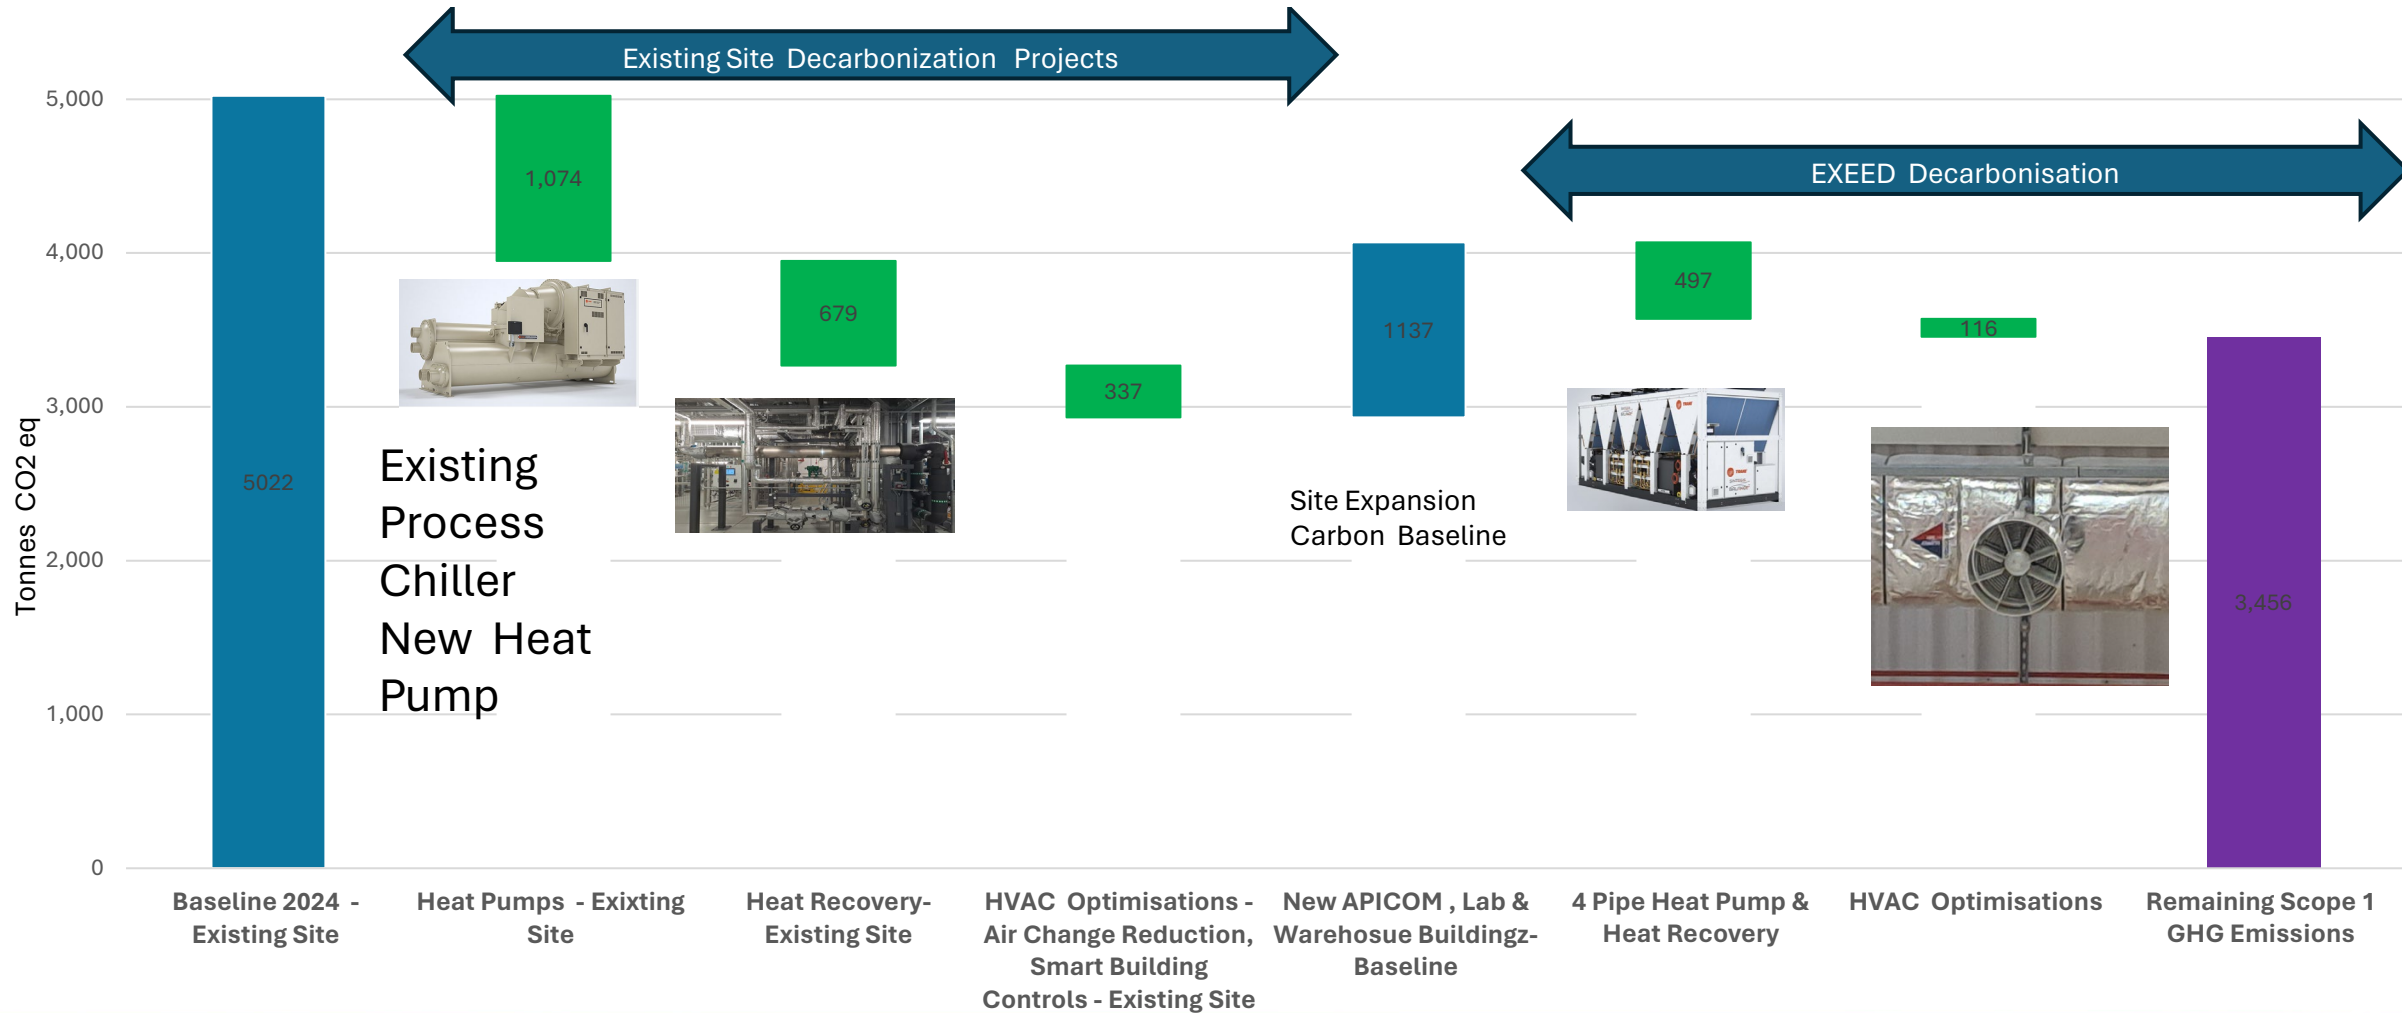 Existing Site Decarbonization Projects
EXEED Decarbonisation
Tonnes CO2 eq
5,000
4,000
3,000
2,000
1,000
0
5022
1,074
679
337
1137
497
116
3,456
Existing
Process
Chiller
New Heat
Pump
Site Expansion
Carbon Baseline
Baseline 2024 -
Existing Site
Heat Pumps - Exixting
Site
Heat Recovery-
Existing Site
HVAC Optimisations -
Air Change Reduction,
Smart Building
Controls - Existing Site
New APICOM , Lab &
Warehosue Buildingz-
Baseline
4 Pipe Heat Pump &
Heat Recovery
HVAC Optimisations
Remaining Scope 1
GHG Emissions